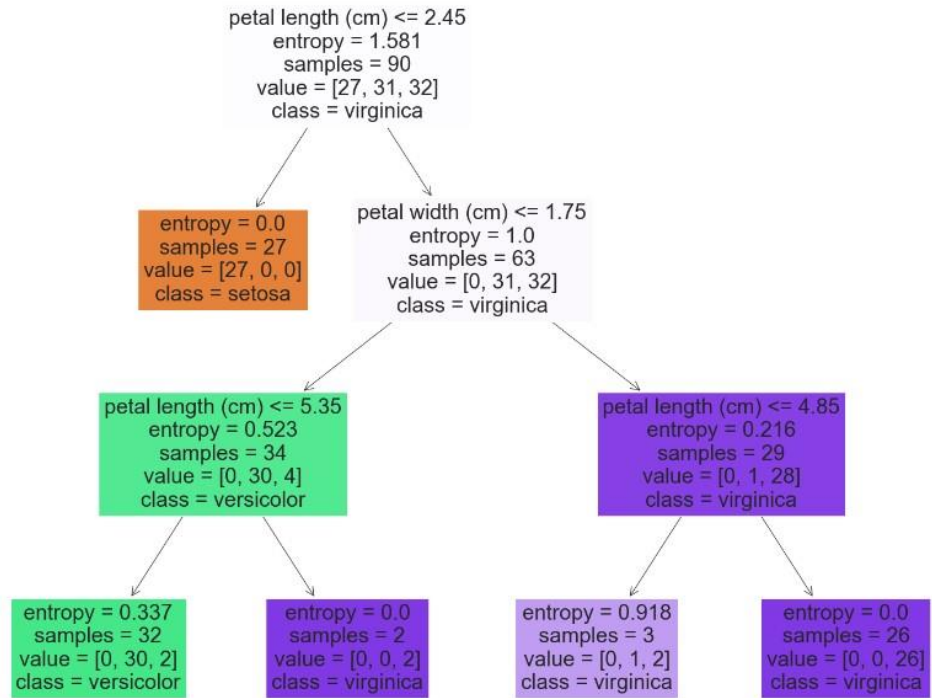 petal length (cm) <= 2.45
entropy = 1.581
samples = 90
value = [27, 31, 32]
class = virginica
entropy = 0.0
samples = 27
value = [27, 0, 0]
class = setosa
petal width (cm) <= 1.75
entropy = 1.0
samples = 63
value = [0, 31, 32]
class = virginica
petal length (cm) <= 5.35
entropy = 0.523
samples = 34
value = [0, 30, 4]
class = versicolor
petal length (cm) <= 4.85
entropy = 0.216
samples = 29
value = [0, 1, 28]
class = virginica
entropy = 0.337
samples = 32
value = [0, 30, 2]
class = versicolor
entropy = 0.0
samples = 2
value = [0, 0, 2]
class = virginica
entropy = 0.918
samples = 3
value = [0, 1, 2]
class = virginica
entropy = 0.0
samples = 26
value = [0, 0, 26]
class = virginica